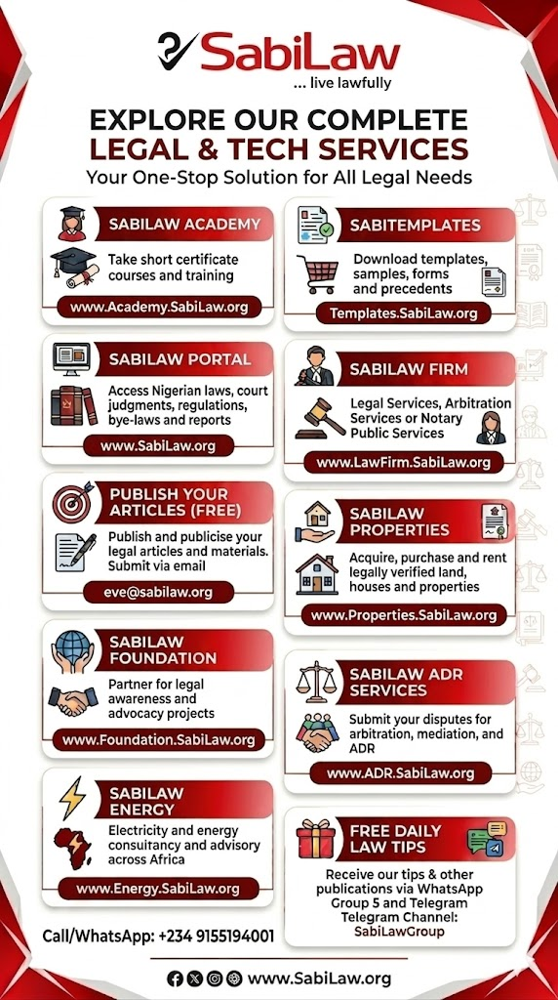 SabiLaw
... live lawfully
EXPLORE OUR COMPLETE
LEGAL & TECH SERVICES
Your One-Stop Solution for All Legal Needs
SABILAW ACADEMY
Take short certificate
courses and training
www.Academy.SabiLaw.org
SABITEMPLATES
Download templates,
samples, forms
and precedents
Templates.SabiLaw.org
SABILAW PORTAL
Access Nigerian laws, court
judgments, regulations,
bye-laws and reports
www.SabiLaw.org
SABILAW FIRM
Legal Services, Arbitration
Services or Notary
Public Services
www.LawFirm.SabiLaw.org
PUBLISH YOUR
ARTICLES (FREE)
Publish and publicise your
legal articles and materials.
Submit via email
eve@sabilaw.org
SABILAW
PROPERTIES
Acquire, purchase and rent
legally verified land,
houses and properties
www.Properties.SabiLaw.org
SABILAW
FOUNDATION
Partner for legal
awareness and
advocacy projects
www.Foundation.SabiLaw.org
SABILAW ADR
SERVICES
Submit your disputes for
arbitration, mediation, and
ADR
www.ADR.SabiLaw.org
SABILAW
ENERGY
Electricity and energy
consultancy and advisory
across Africa
www.Energy.SabiLaw.org
FREE DAILY
LAW TIPS
Receive our tips & other
publications via WhatsApp
Group 5 and Telegram
Telegram Channel:
SabiLawGroup
Call/WhatsApp: +234 9155194001
www.SabiLaw.org